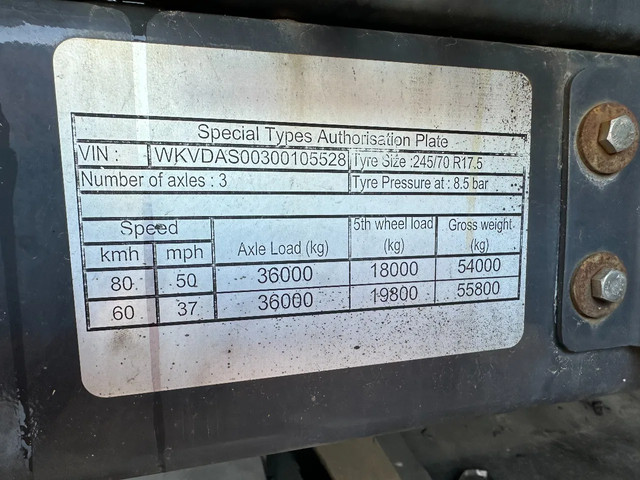 Special Types Authorisation Plate
VIN : WKVDAS00300105528 Tyre Size :245/70 R17.5
Number of axles : 3 Tyre Pressure at : 8.5 bar
Speed Axle Load (kg) 5th wheel load (kg) Gross weight (kg)
kmh mph
80 50 36000 18000 54000
60 37 36000 19800 55800